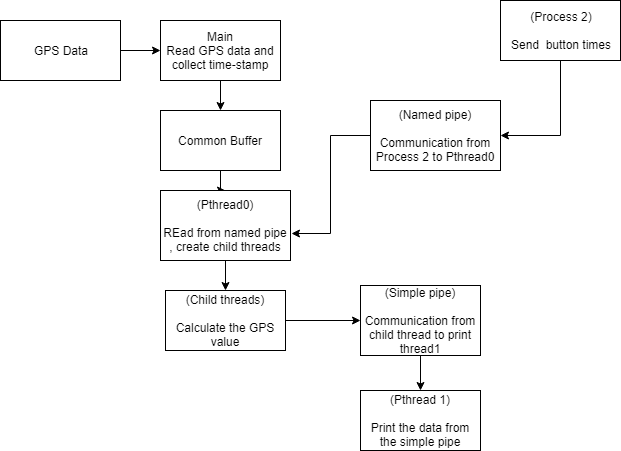 GPS Data
Main
Read GPS data and
collect time-stamp
(Process 2)
Send button times
Common Buffer
(Named pipe)
Communication from
Process 2 to Pthread0
(Pthread0)
REad from named pipe
, create child threads
(Child threads)
Calculate the GPS
value
(Simple pipe)
Communication from
child thread to print
thread1
(Pthread 1)
Print the data from
the simple pipe